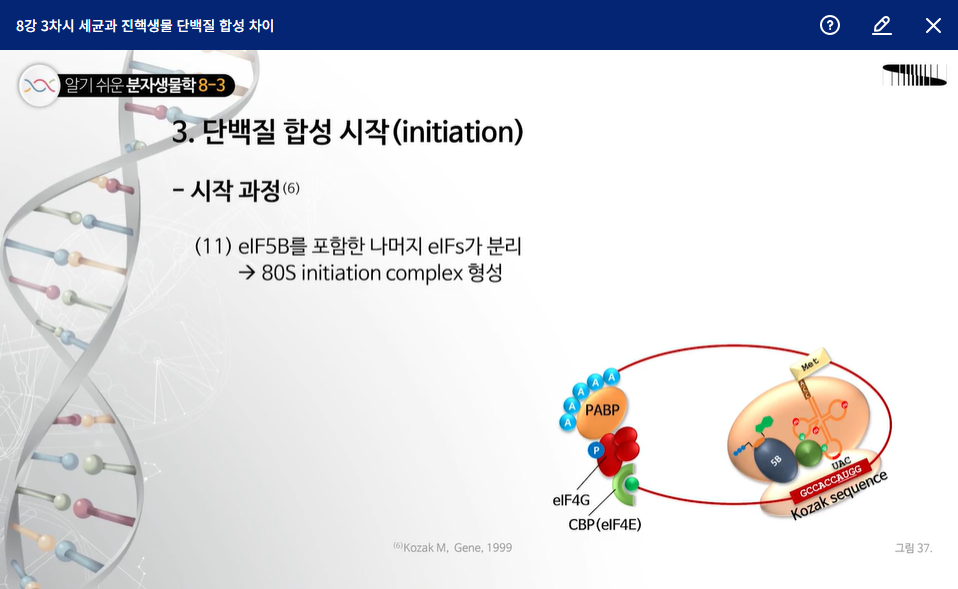 8강 3차시 세균과 진핵생물 단백질 합성 차이
알기 쉬운 분자생물학 8-3
3. 단백질 합성 시작(initiation)
- 시작 과정(6)
(11) eIF5B를 포함한 나머지 eIFs가 분리
→ 80S initiation complex 형성
A
A
A
A
A
PABP
P
eIF4G
CBP(eIF4E)
Met
5B
UAC
GCCACCAUGG
Kozak sequence
(6)Kozak M, Gene, 1999
그림 37.